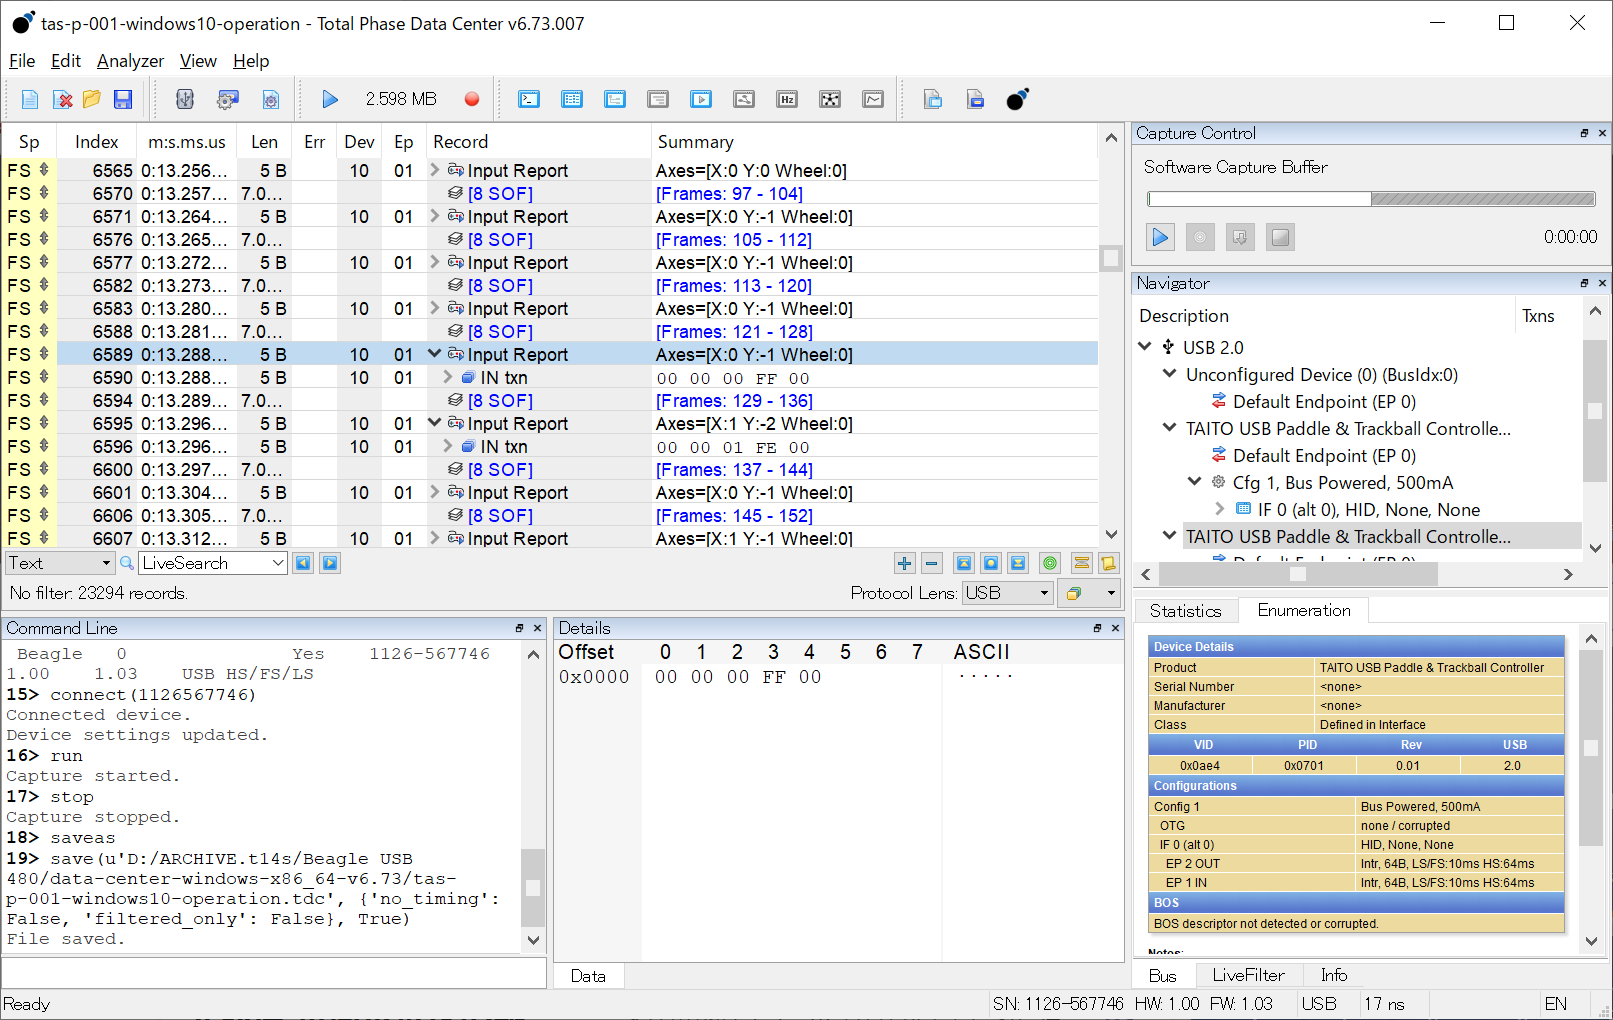 tas-p-001-windows10-operation - Total Phase Data Center v6.73.007
File Edit Analyzer View Help
2.598 MB
Sp Index m:s.ms.us Len Err Dev Ep Record Summary
FS 6565 0:13.256... 5 B 10 01 Input Report Axes=[X:0 Y:0 Wheel:0]
FS 6570 0:13.257... 7.0... [8 SOF] [Frames: 97 - 104]
FS 6571 0:13.264... 5 B 10 01 Input Report Axes=[X:0 Y:-1 Wheel:0]
FS 6576 0:13.265... 7.0... [8 SOF] [Frames: 105 - 112]
FS 6577 0:13.272... 5 B 10 01 Input Report Axes=[X:0 Y:-1 Wheel:0]
FS 6582 0:13.273... 7.0... [8 SOF] [Frames: 113 - 120]
FS 6583 0:13.280... 5 B 10 01 Input Report Axes=[X:0 Y:-1 Wheel:0]
FS 6588 0:13.281... 7.0... [8 SOF] [Frames: 121 - 128]
FS 6589 0:13.288... 5 B 10 01 Input Report Axes=[X:0 Y:-1 Wheel:0]
FS 6590 0:13.288... 5 B 10 01 IN txn 00 00 00 FF 00
FS 6594 0:13.289... 7.0... [8 SOF] [Frames: 129 - 136]
FS 6595 0:13.296... 5 B 10 01 Input Report Axes=[X:1 Y:-2 Wheel:0]
FS 6596 0:13.296... 5 B 10 01 IN txn 00 00 01 FE 00
FS 6600 0:13.297... 7.0... [8 SOF] [Frames: 137 - 144]
FS 6601 0:13.304... 5 B 10 01 Input Report Axes=[X:0 Y:-1 Wheel:0]
FS 6606 0:13.305... 7.0... [8 SOF] [Frames: 145 - 152]
FS 6607 0:13.312... 5 B 10 01 Input Report Axes=[X:1 Y:-1 Wheel:0]
Text LiveSearch
No filter: 23294 records. Protocol Lens: USB
Command Line
Beagle 0 Yes 1126-567746
1.00 1.03 USB HS/FS/LS
15> connect(1126567746)
Connected device.
Device settings updated.
16> run
Capture started.
17> stop
Capture stopped.
18> saveas
19> save(u'D:/ARCHIVE.t14s/Beagle USB
480/data-center-windows-x86_64-v6.73/tas-
p-001-windows10-operation.tdc', {'no_timing':
False, 'filtered_only': False}, True)
File saved.
Details
Offset 0 1 2 3 4 5 6 7 ASCII
0x0000 00 00 00 FF 00 .....
Data
Capture Control
Software Capture Buffer
0:00:00
Navigator
Description Txns
USB 2.0
Unconfigured Device (0) (BusIdx:0)
Default Endpoint (EP 0)
TAITO USB Paddle & Trackball Controlle...
Default Endpoint (EP 0)
Cfg 1, Bus Powered, 500mA
IF 0 (alt 0), HID, None, None
TAITO USB Paddle & Trackball Controlle...
Default Endpoint (EP 0)
Statistics Enumeration
Device Details
Product TAITO USB Paddle & Trackball Controller
Serial Number <none>
Manufacturer <none>
Class Defined in Interface
VID PID Rev USB
0x0ae4 0x0701 0.01 2.0
Configurations
Config 1 Bus Powered, 500mA
OTG none / corrupted
IF 0 (alt 0) HID, None, None
EP 2 OUT Intr, 64B, LS/FS:10ms HS:64ms
EP 1 IN Intr, 64B, LS/FS:10ms HS:64ms
BOS
BOS descriptor not detected or corrupted.
Notes:
Bus LiveFilter Info
Ready SN: 1126-567746 HW: 1.00 FW: 1.03 USB 17 ns EN